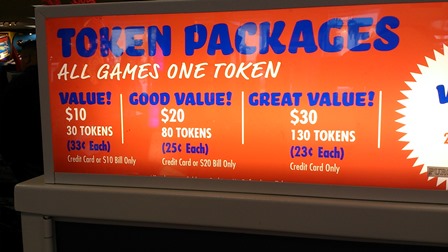 TOKEN PACKAGES
ALL GAMES ONE TOKEN
VALUE!
$10
30 TOKENS
(33¢ Each)
Credit Card or $10 Bill Only
GOOD VALUE!
$20
80 TOKENS
(25¢ Each)
Credit Card or $20 Bill Only
GREAT VALUE!
$30
130 TOKENS
(23¢ Each)
Credit Card Only